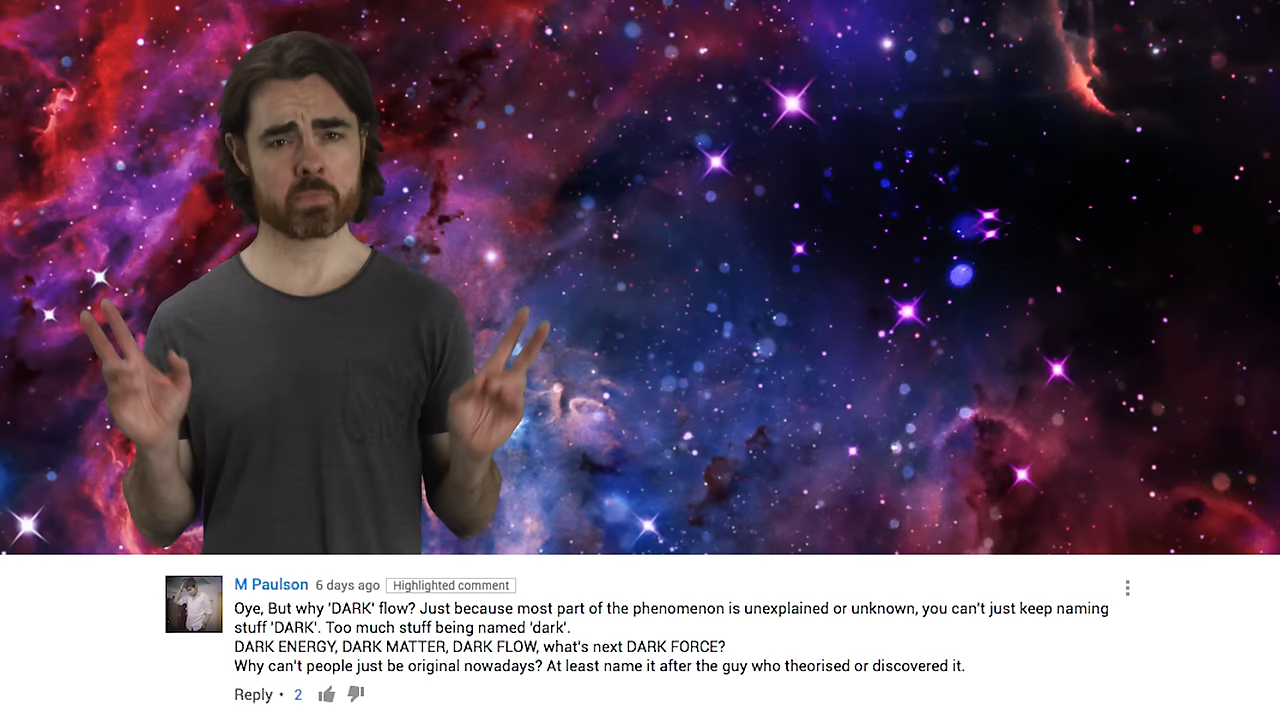 M Paulson 6 days ago Highlighted comment
Oye, But why 'DARK' flow? Just because most part of the phenomenon is unexplained or unknown, you can't just keep naming
stuff 'DARK'. Too much stuff being named 'dark'.
DARK ENERGY, DARK MATTER, DARK FLOW, what's next DARK FORCE?
Why can't people just be original nowadays? At least name it after the guy who theorised or discovered it.
Reply • 2